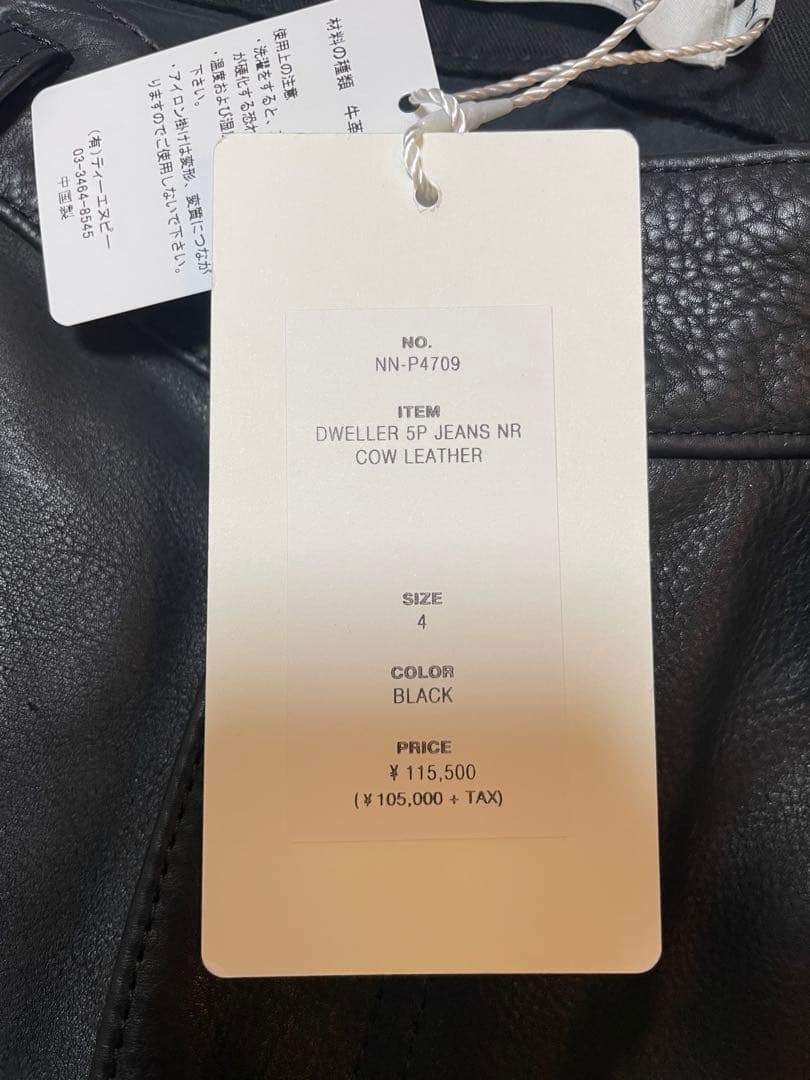 材料の種類 牛革
使用上の注意
・洗濯をすると、
が硬化する恐れ
下さい。
・温度および湿
・アイロン掛けは変形、変質につなが
りますのでご使用しないで下さい。
(有)ティーエヌピー
03-3464-8545
中国製
NO.
NN-P4709
ITEM
DWELLER 5P JEANS NR
COW LEATHER
SIZE
4
COLOR
BLACK
PRICE
¥ 115,500
(¥ 105,000 + TAX)